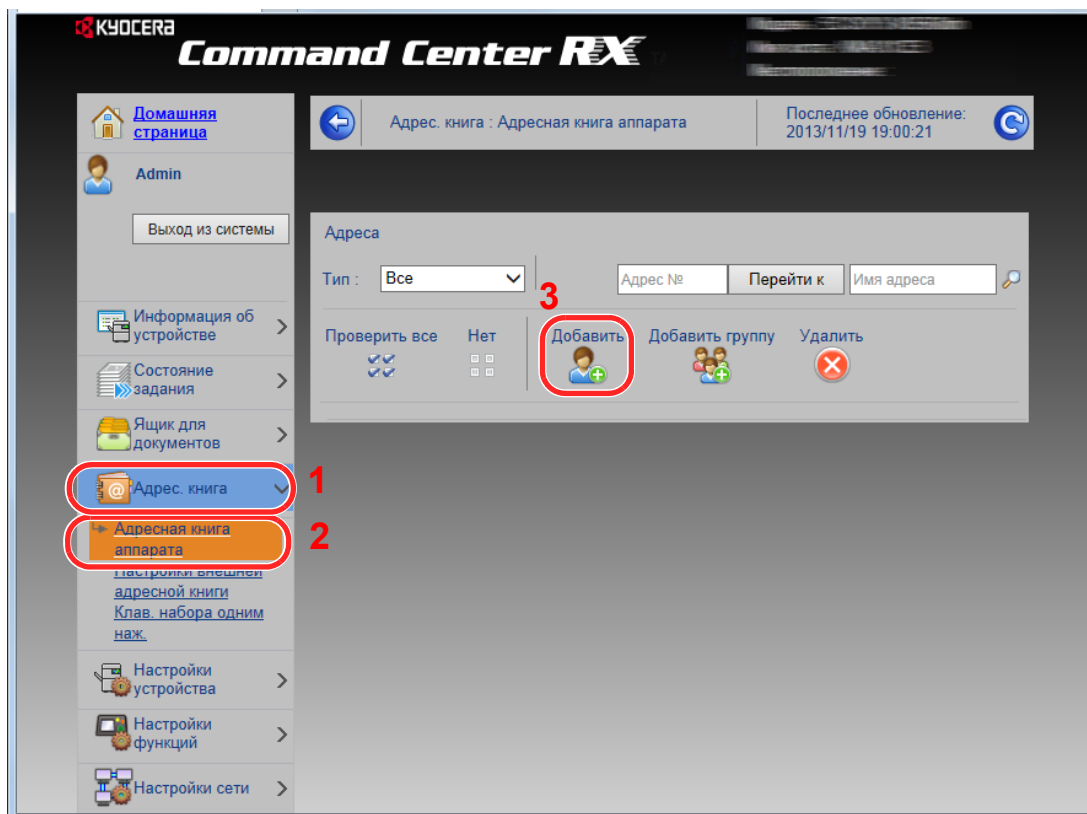 KYOCERA
Command Center RX
Домашняя
страница
Admin
Выход из системы
Информация об
устройстве
Состояние
задания
Ящик для
документов
Адрес. книга
1
Адресная книга
аппарата
2
Настройки внешней
адресной книги
Клав. набора одним
наж.
Настройки
устройства
Настройки
функций
Настройки сети
Адрес. книга : Адресная книга аппарата
Последнее обновление:
2013/11/19 19:00:21
Адреса
Тип :
Все
Адрес №
Перейти к
Имя адреса
3
Проверить все
Нет
Добавить
Добавить группу
Удалить